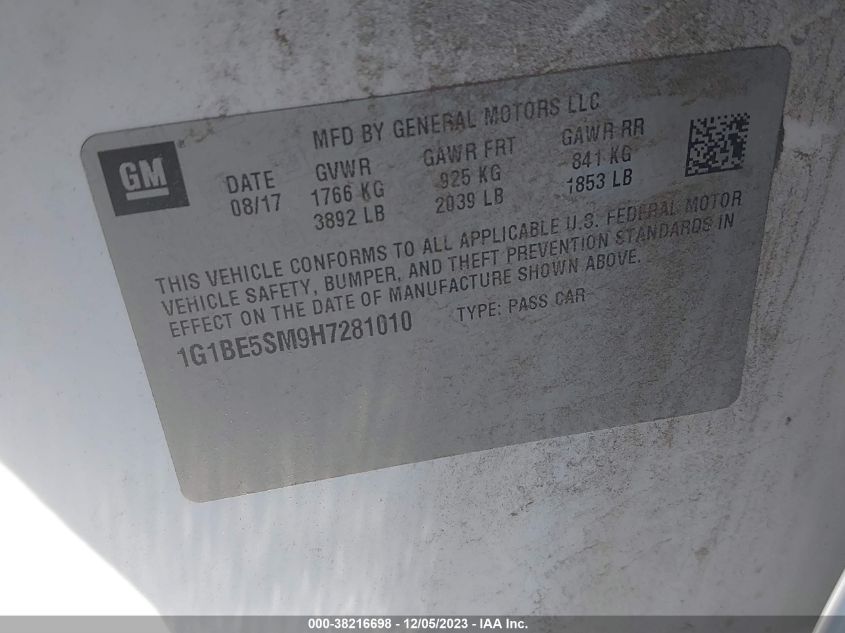 MFD BY GENERAL MOTORS LLC
GM
DATE GVWR GAWR FRT GAWR RR
08/17 1766 KG 925 KG 841 KG
3892 LB 2039 LB 1853 LB
THIS VEHICLE CONFORMS TO ALL APPLICABLE U.S. FEDERAL MOTOR
VEHICLE SAFETY, BUMPER, AND THEFT PREVENTION STANDARDS IN
EFFECT ON THE DATE OF MANUFACTURE SHOWN ABOVE.
1G1BE5SM9H7281010 TYPE: PASS CAR
000-38216698 - 12/05/2023 - IAA Inc.